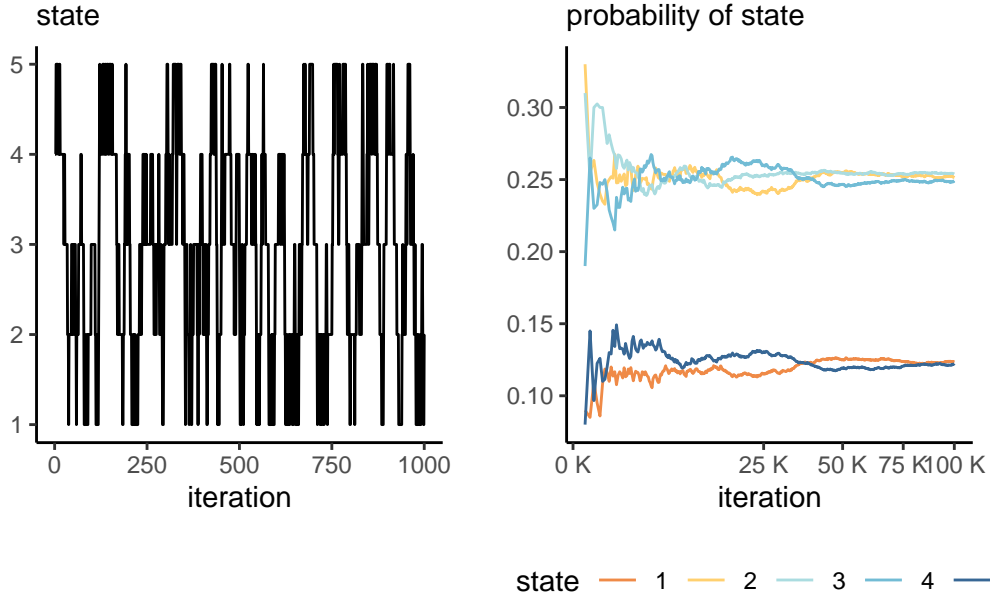 state
5
4
3
2
1
0
250
500
750
1000
iteration
probability of state
0.30
0.25
0.20
0.15
0.10
0 K
25 K
50 K
75 K
100 K
iteration
state 1 2 3 4